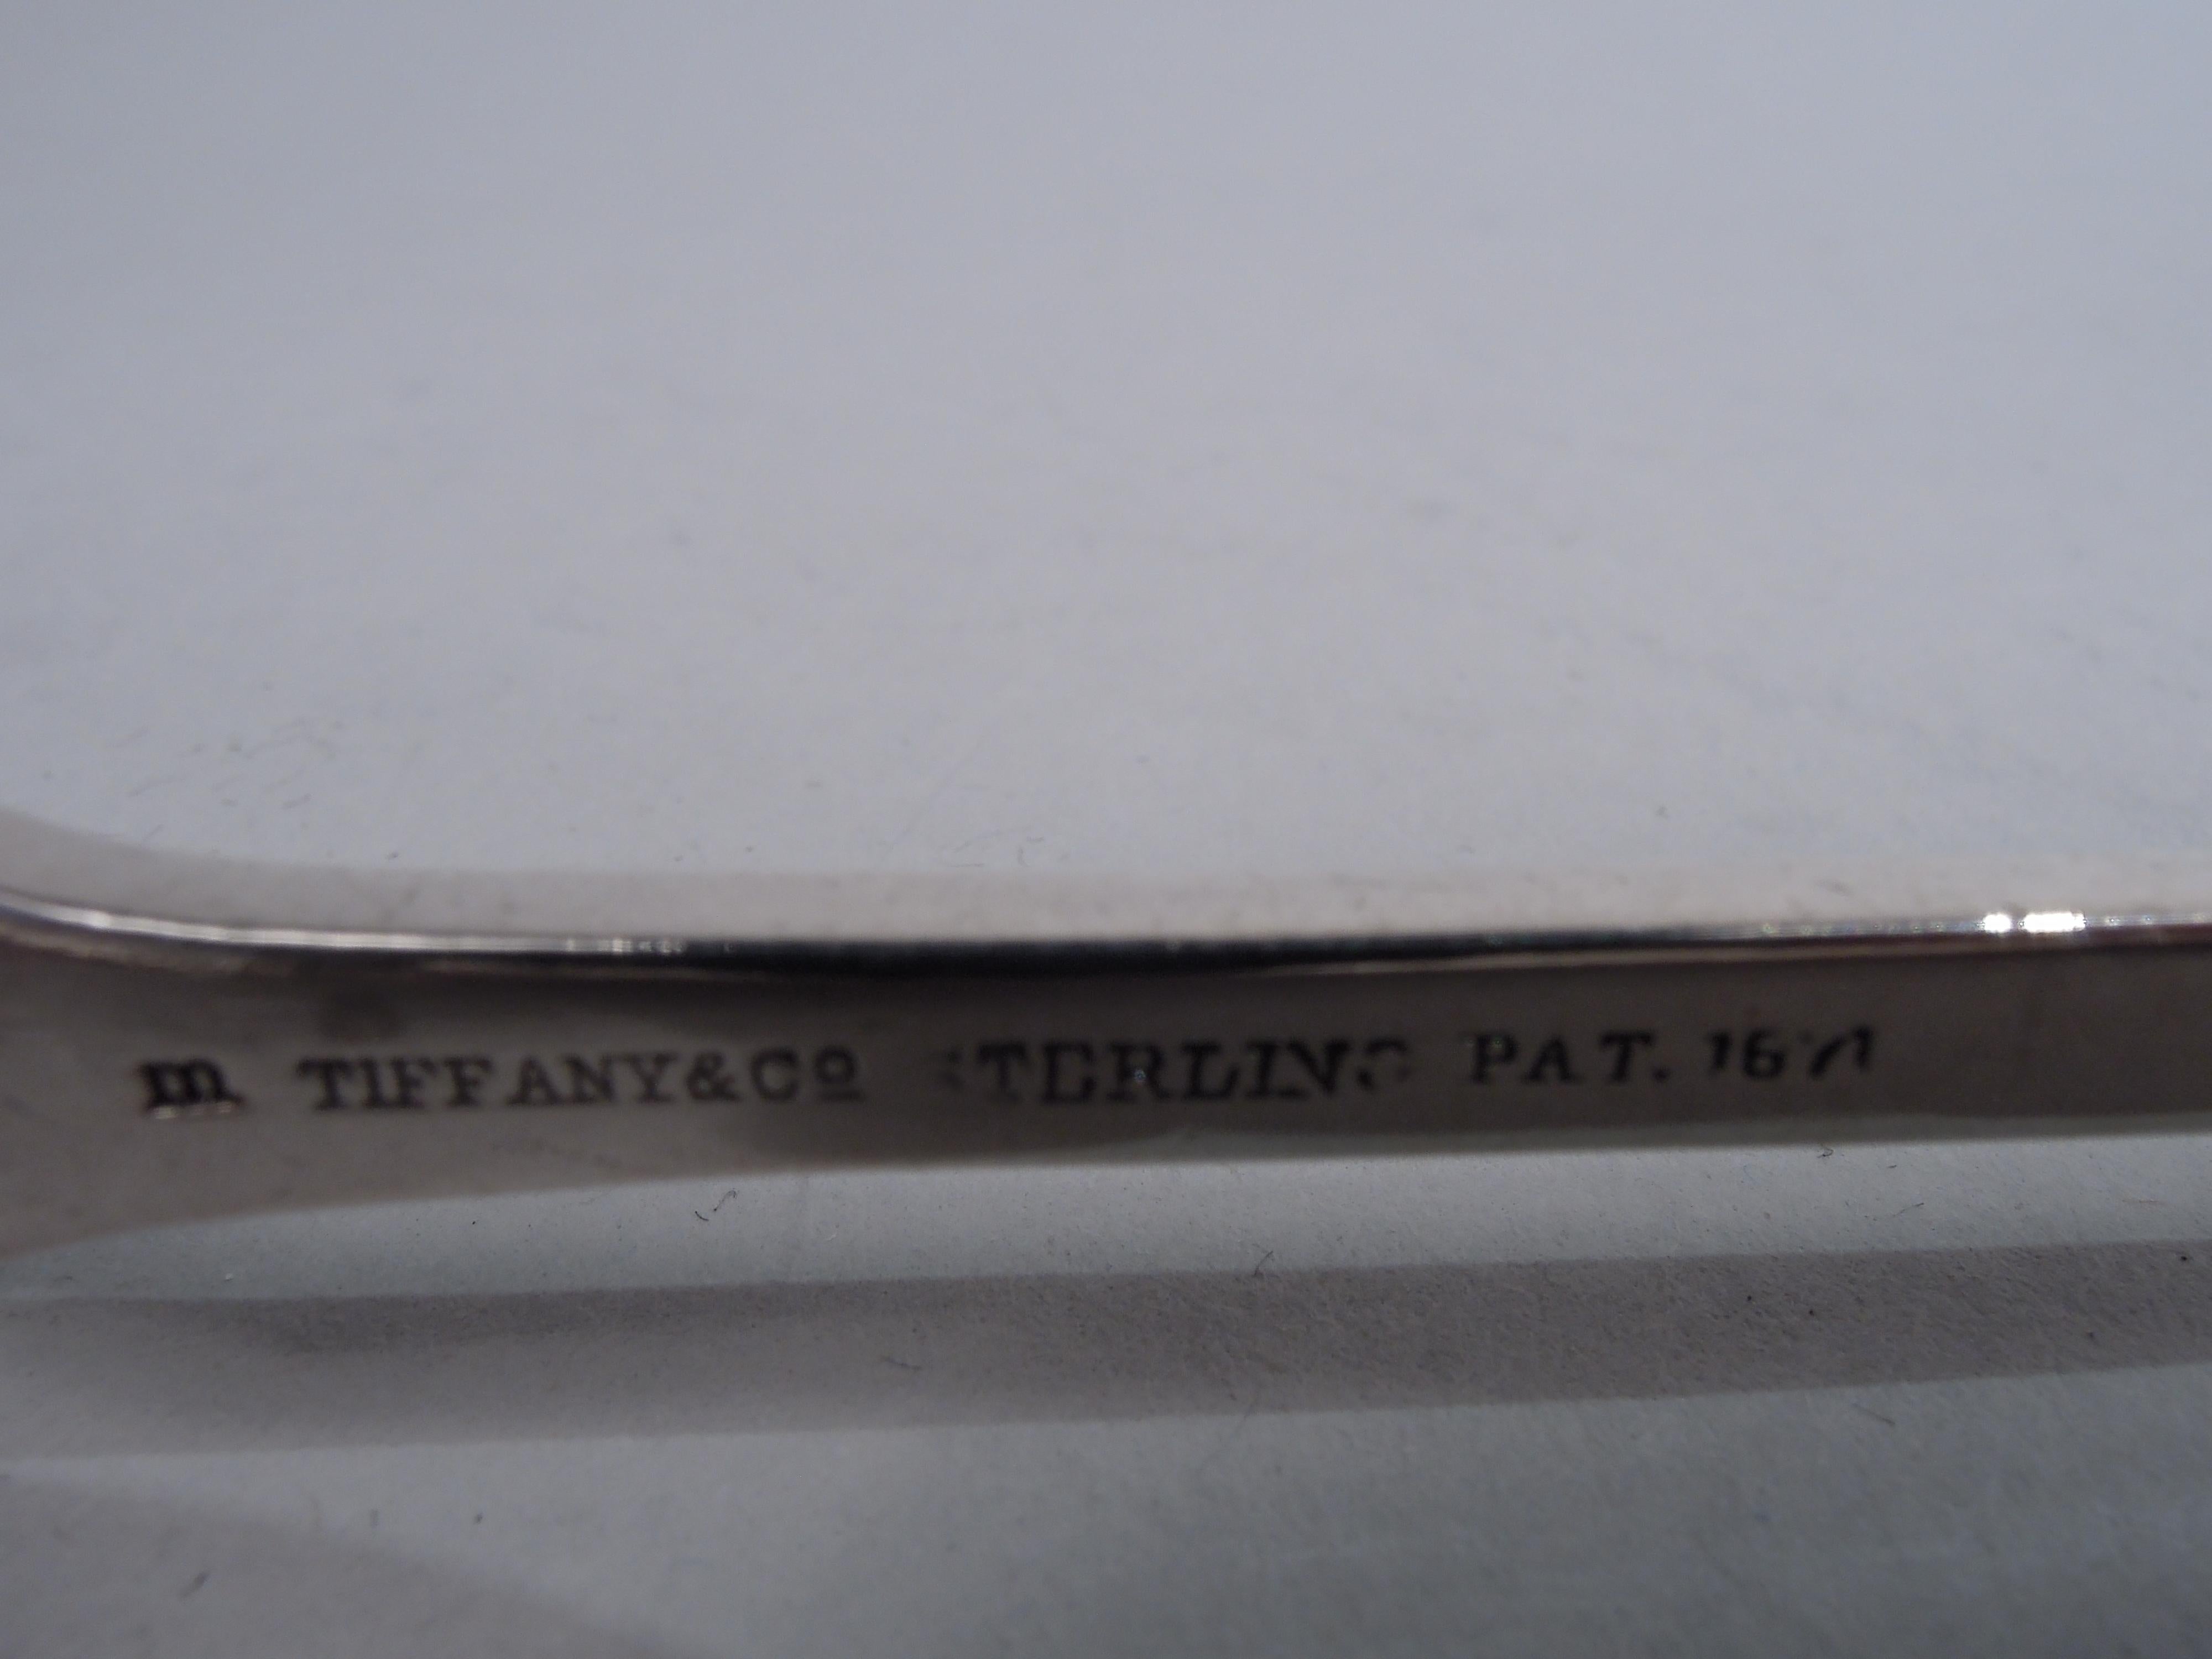 m TIFFANY&Co STERLING PAT. 1871